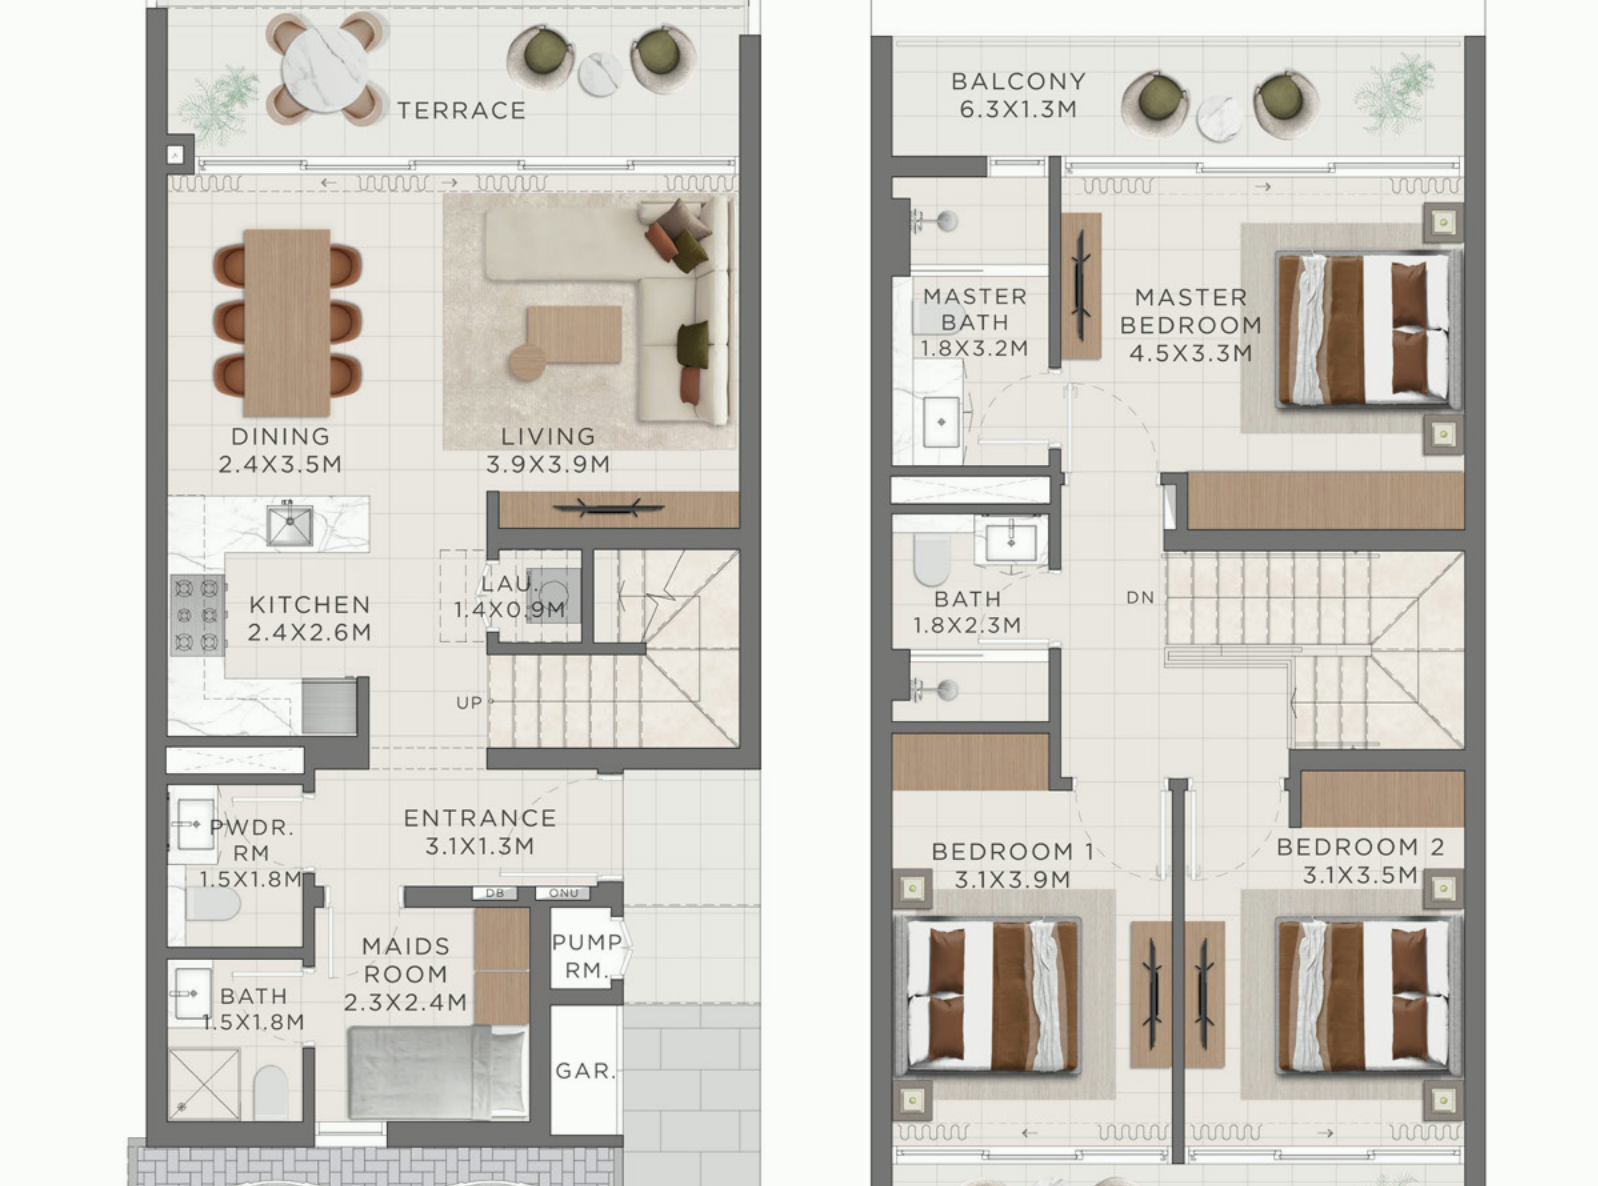 TERRACE
DINING
2.4X3.5M
LIVING
3.9X3.9M
KITCHEN
2.4X2.6M
LAU.
1.4X0.9M
UP
ENTRANCE
3.1X1.3M
PWDR.
RM
1.5X1.8M
DB
ONU
MAIDS
ROOM
2.3X2.4M
PUMP
RM.
BATH
1.5X1.8M
GAR.
BALCONY
6.3X1.3M
MASTER
BATH
1.8X3.2M
MASTER
BEDROOM
4.5X3.3M
BATH
1.8X2.3M
DN
BEDROOM 1
3.1X3.9M
BEDROOM 2
3.1X3.5M